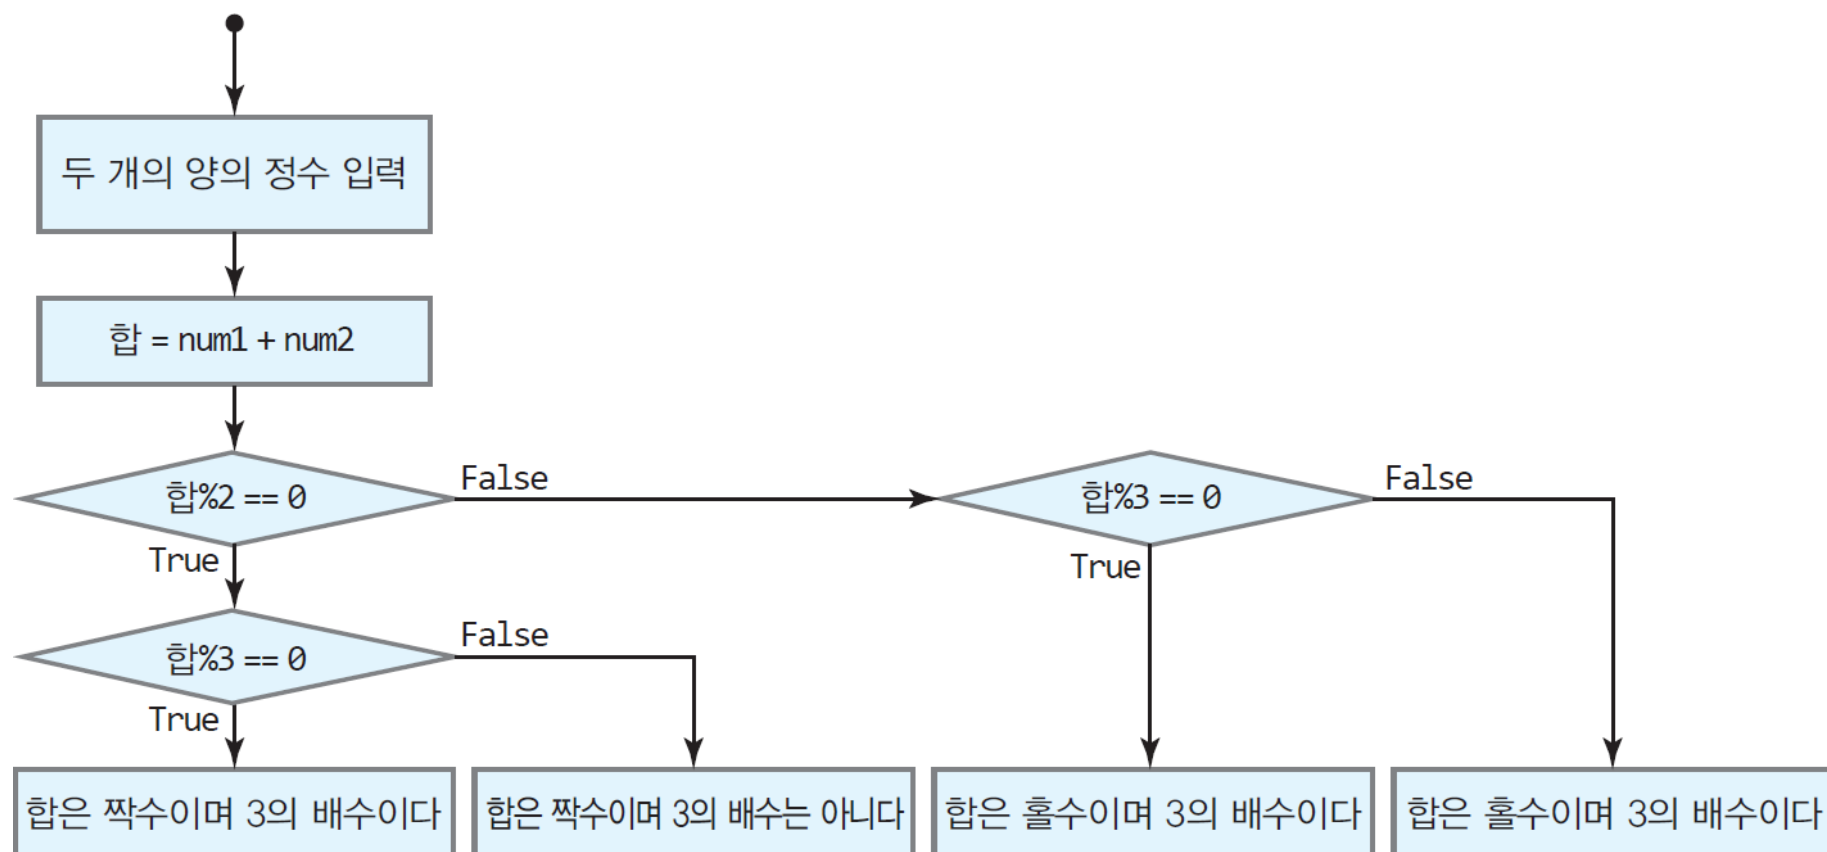 두 개의 양의 정수 입력
합 = num1 + num2
합%2 == 0
False
True
합%3 == 0
False
True
합%3 == 0
False
True
합은 짝수이며 3의 배수이다
합은 짝수이며 3의 배수는 아니다
합은 홀수이며 3의 배수이다
합은 홀수이며 3의 배수이다